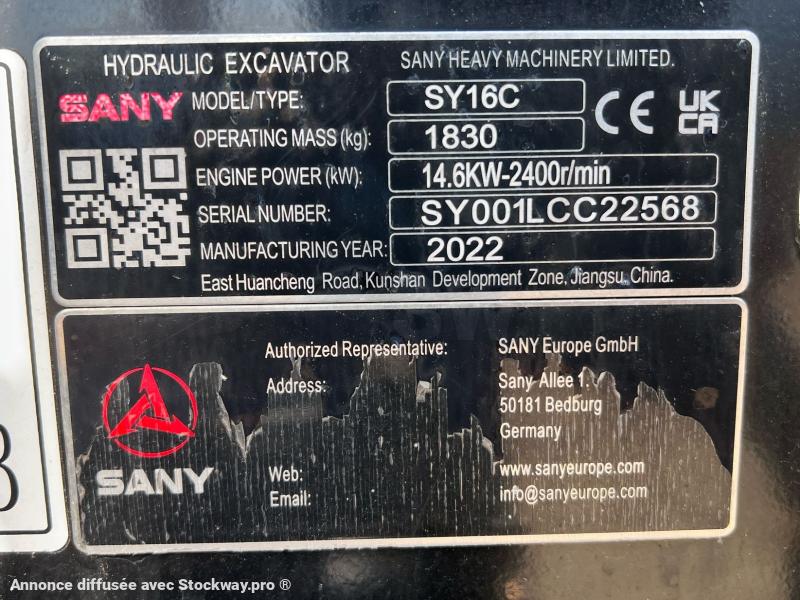 HYDRAULIC EXCAVATOR SANY HEAVY MACHINERY LIMITED.
SANY MODEL/TYPE: SY16C CE UK CA
OPERATING MASS (kg): 1830
ENGINE POWER (kW): 14.6KW-2400r/min
SERIAL NUMBER: SY001LCC22568
MANUFACTURING YEAR: 2022
East Huancheng Road, Kunshan Development Zone, Jiangsu, China.
Authorized Representative: SANY Europe GmbH
Address: Sany Allee 1.
50181 Bedburg
Germany
SANY
Web: www.sanyeurope.com
Email: info@sanyeurope.com
Annonce diffusée avec Stockway.pro ®